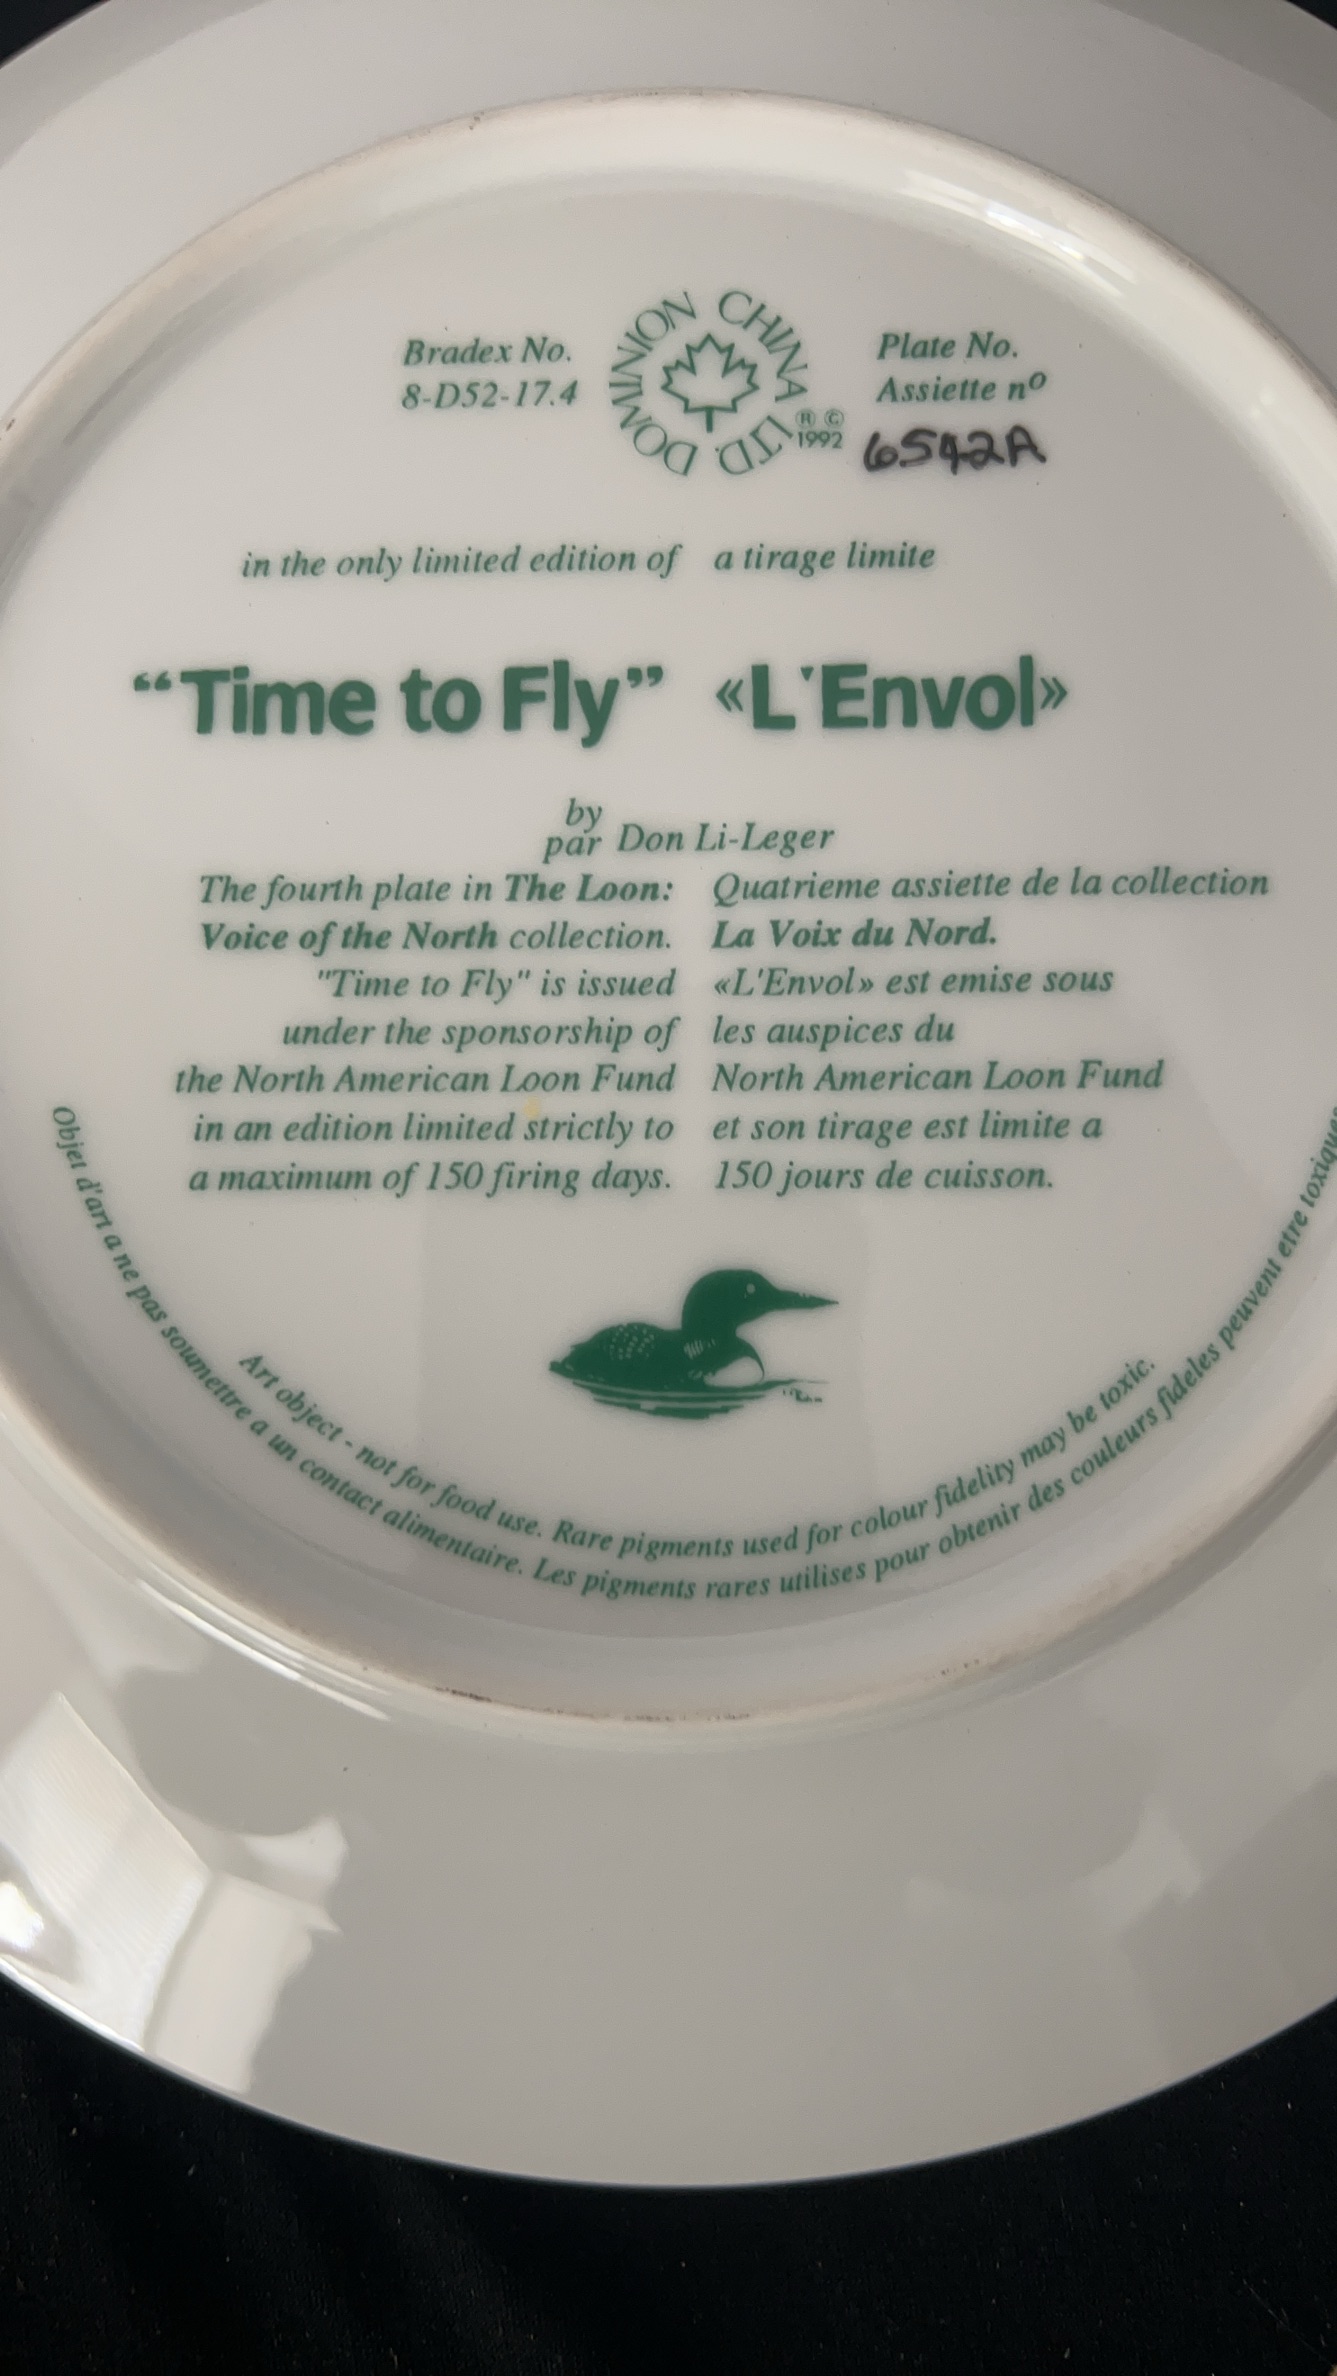 Bradex No.
8-D52-17.4
DOMINION CHINA LTD.
® ©
1992
Plate No.
Assiette nº
6542A
in the only limited edition of
a tirage limite
“Time to Fly”
«L'Envol»
by
par Don Li-Leger
The fourth plate in The Loon:
Voice of the North collection.
"Time to Fly" is issued
under the sponsorship of
the North American Loon Fund
in an edition limited strictly to
a maximum of 150 firing days.
Quatrieme assiette de la collection
La Voix du Nord.
«L'Envol» est emise sous
les auspices du
North American Loon Fund
et son tirage est limite a
150 jours de cuisson.
Art object - not for food use. Rare pigments used for colour fidelity may be toxic.
Objet d'art a ne pas soumettre a un contact alimentaire. Les pigments rares utilises pour obtenir des couleurs fideles peuvent etre